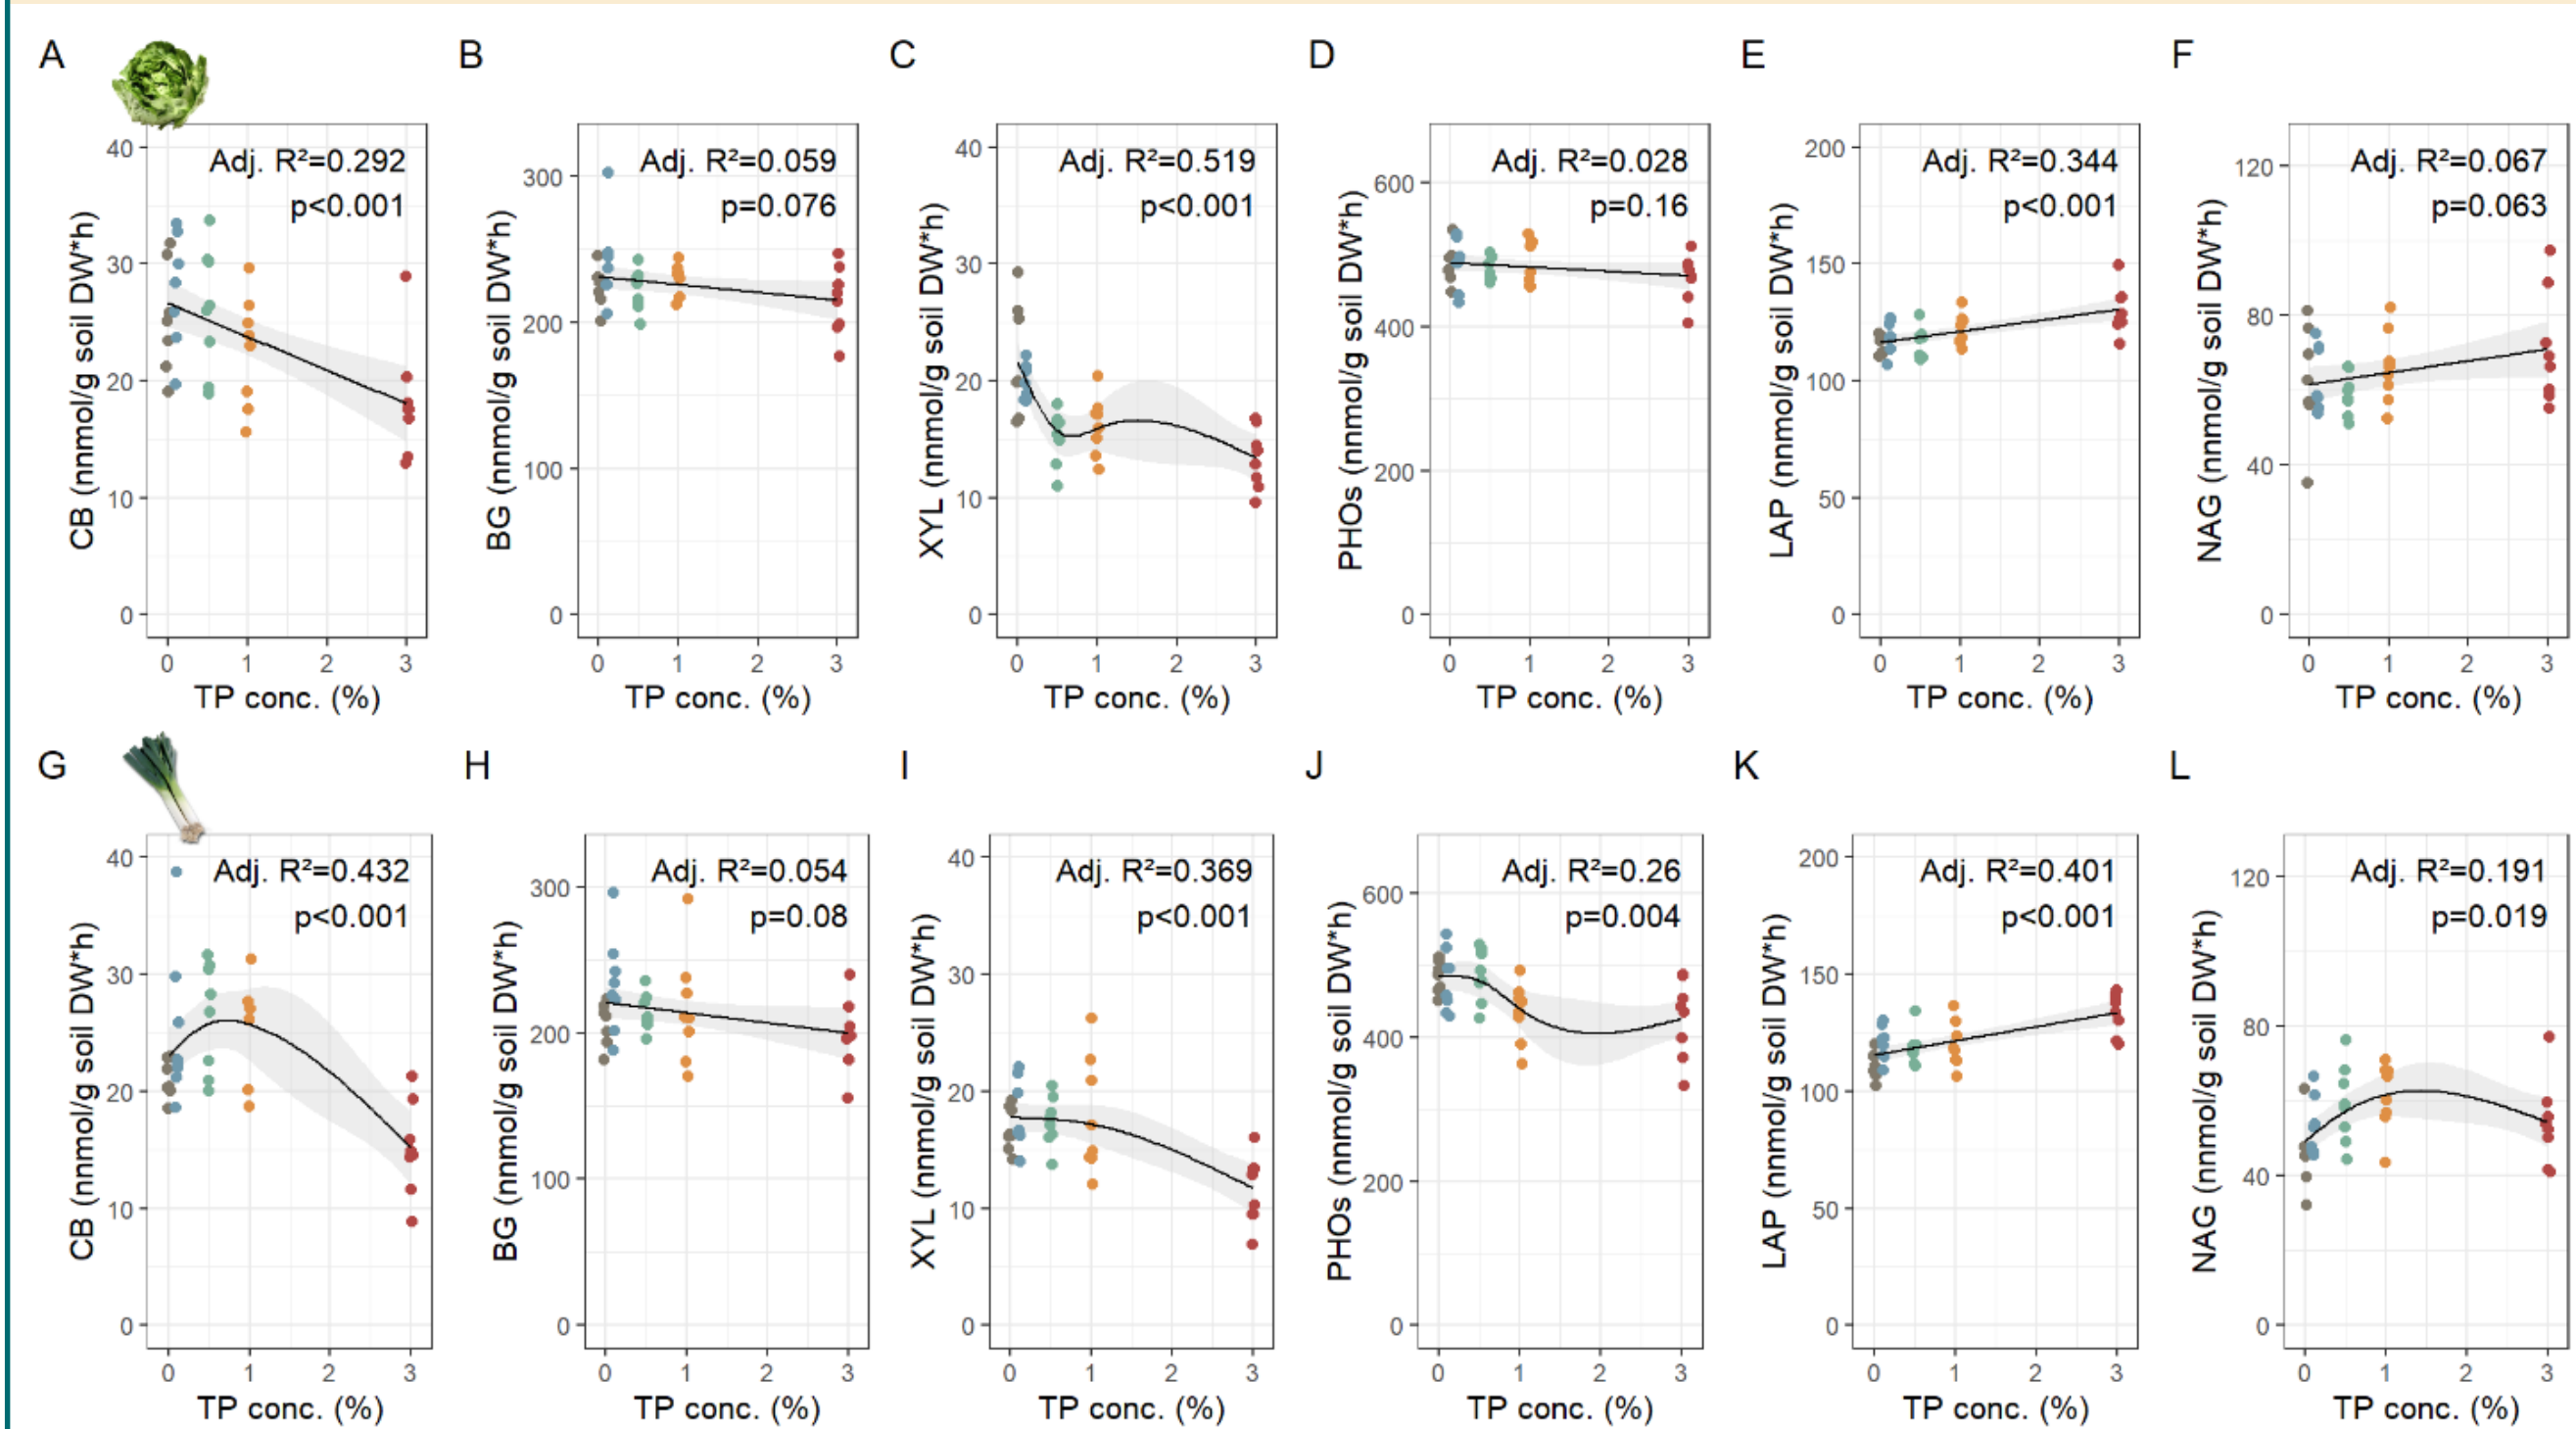 A
B
C
D
E
F
Adj. R²=0.292
p<0.001
CB (nnmol/g soil DW*h)
40
30
20
10
0
0 1 2 3
TP conc. (%)
Adj. R²=0.059
p=0.076
BG (nnmol/g soil DW*h)
300
200
100
0
0 1 2 3
TP conc. (%)
Adj. R²=0.519
p<0.001
XYL (nnmol/g soil DW*h)
40
30
20
10
0
0 1 2 3
TP conc. (%)
Adj. R²=0.028
p=0.16
PHOs (nnmol/g soil DW*h)
600
400
200
0
0 1 2 3
TP conc. (%)
Adj. R²=0.344
p<0.001
LAP (nnmol/g soil DW*h)
200
150
100
50
0
0 1 2 3
TP conc. (%)
Adj. R²=0.067
p=0.063
NAG (nnmol/g soil DW*h)
120
80
40
0
0 1 2 3
TP conc. (%)
G
H
I
J
K
L
Adj. R²=0.432
p<0.001
CB (nnmol/g soil DW*h)
40
30
20
10
0
0 1 2 3
TP conc. (%)
Adj. R²=0.054
p=0.08
BG (nnmol/g soil DW*h)
300
200
100
0
0 1 2 3
TP conc. (%)
Adj. R²=0.369
p<0.001
XYL (nnmol/g soil DW*h)
40
30
20
10
0
0 1 2 3
TP conc. (%)
Adj. R²=0.26
p=0.004
PHOs (nnmol/g soil DW*h)
600
400
200
0
0 1 2 3
TP conc. (%)
Adj. R²=0.401
p<0.001
LAP (nnmol/g soil DW*h)
200
150
100
50
0
0 1 2 3
TP conc. (%)
Adj. R²=0.191
p=0.019
NAG (nnmol/g soil DW*h)
120
80
40
0
0 1 2 3
TP conc. (%)